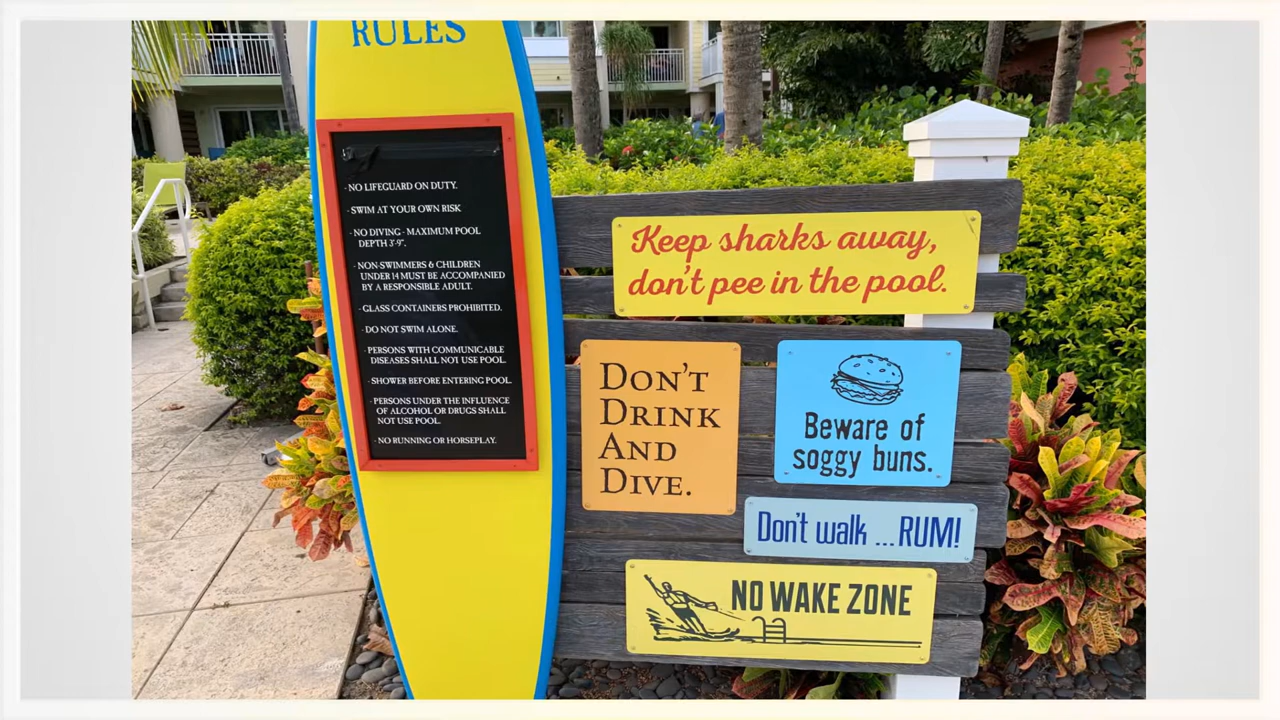 RULES
- NO LIFEGUARD ON DUTY.
- SWIM AT YOUR OWN RISK
- NO DIVING - MAXIMUM POOL
DEPTH 3'-9".
- NON-SWIMMERS & CHILDREN
UNDER 14 MUST BE ACCOMPANIED
BY A RESPONSIBLE ADULT.
- GLASS CONTAINERS PROHIBITED.
- DO NOT SWIM ALONE.
- PERSONS WITH COMMUNICABLE
DISEASES SHALL NOT USE POOL.
- SHOWER BEFORE ENTERING POOL.
- PERSONS UNDER THE INFLUENCE
OF ALCOHOL OR DRUGS SHALL
NOT USE POOL.
- NO RUNNING OR HORSEPLAY.
Keep sharks away,
don't pee in the pool.
DON'T
DRINK
AND
DIVE.
Beware of
soggy buns.
Don't walk ... RUM!
NO WAKE ZONE